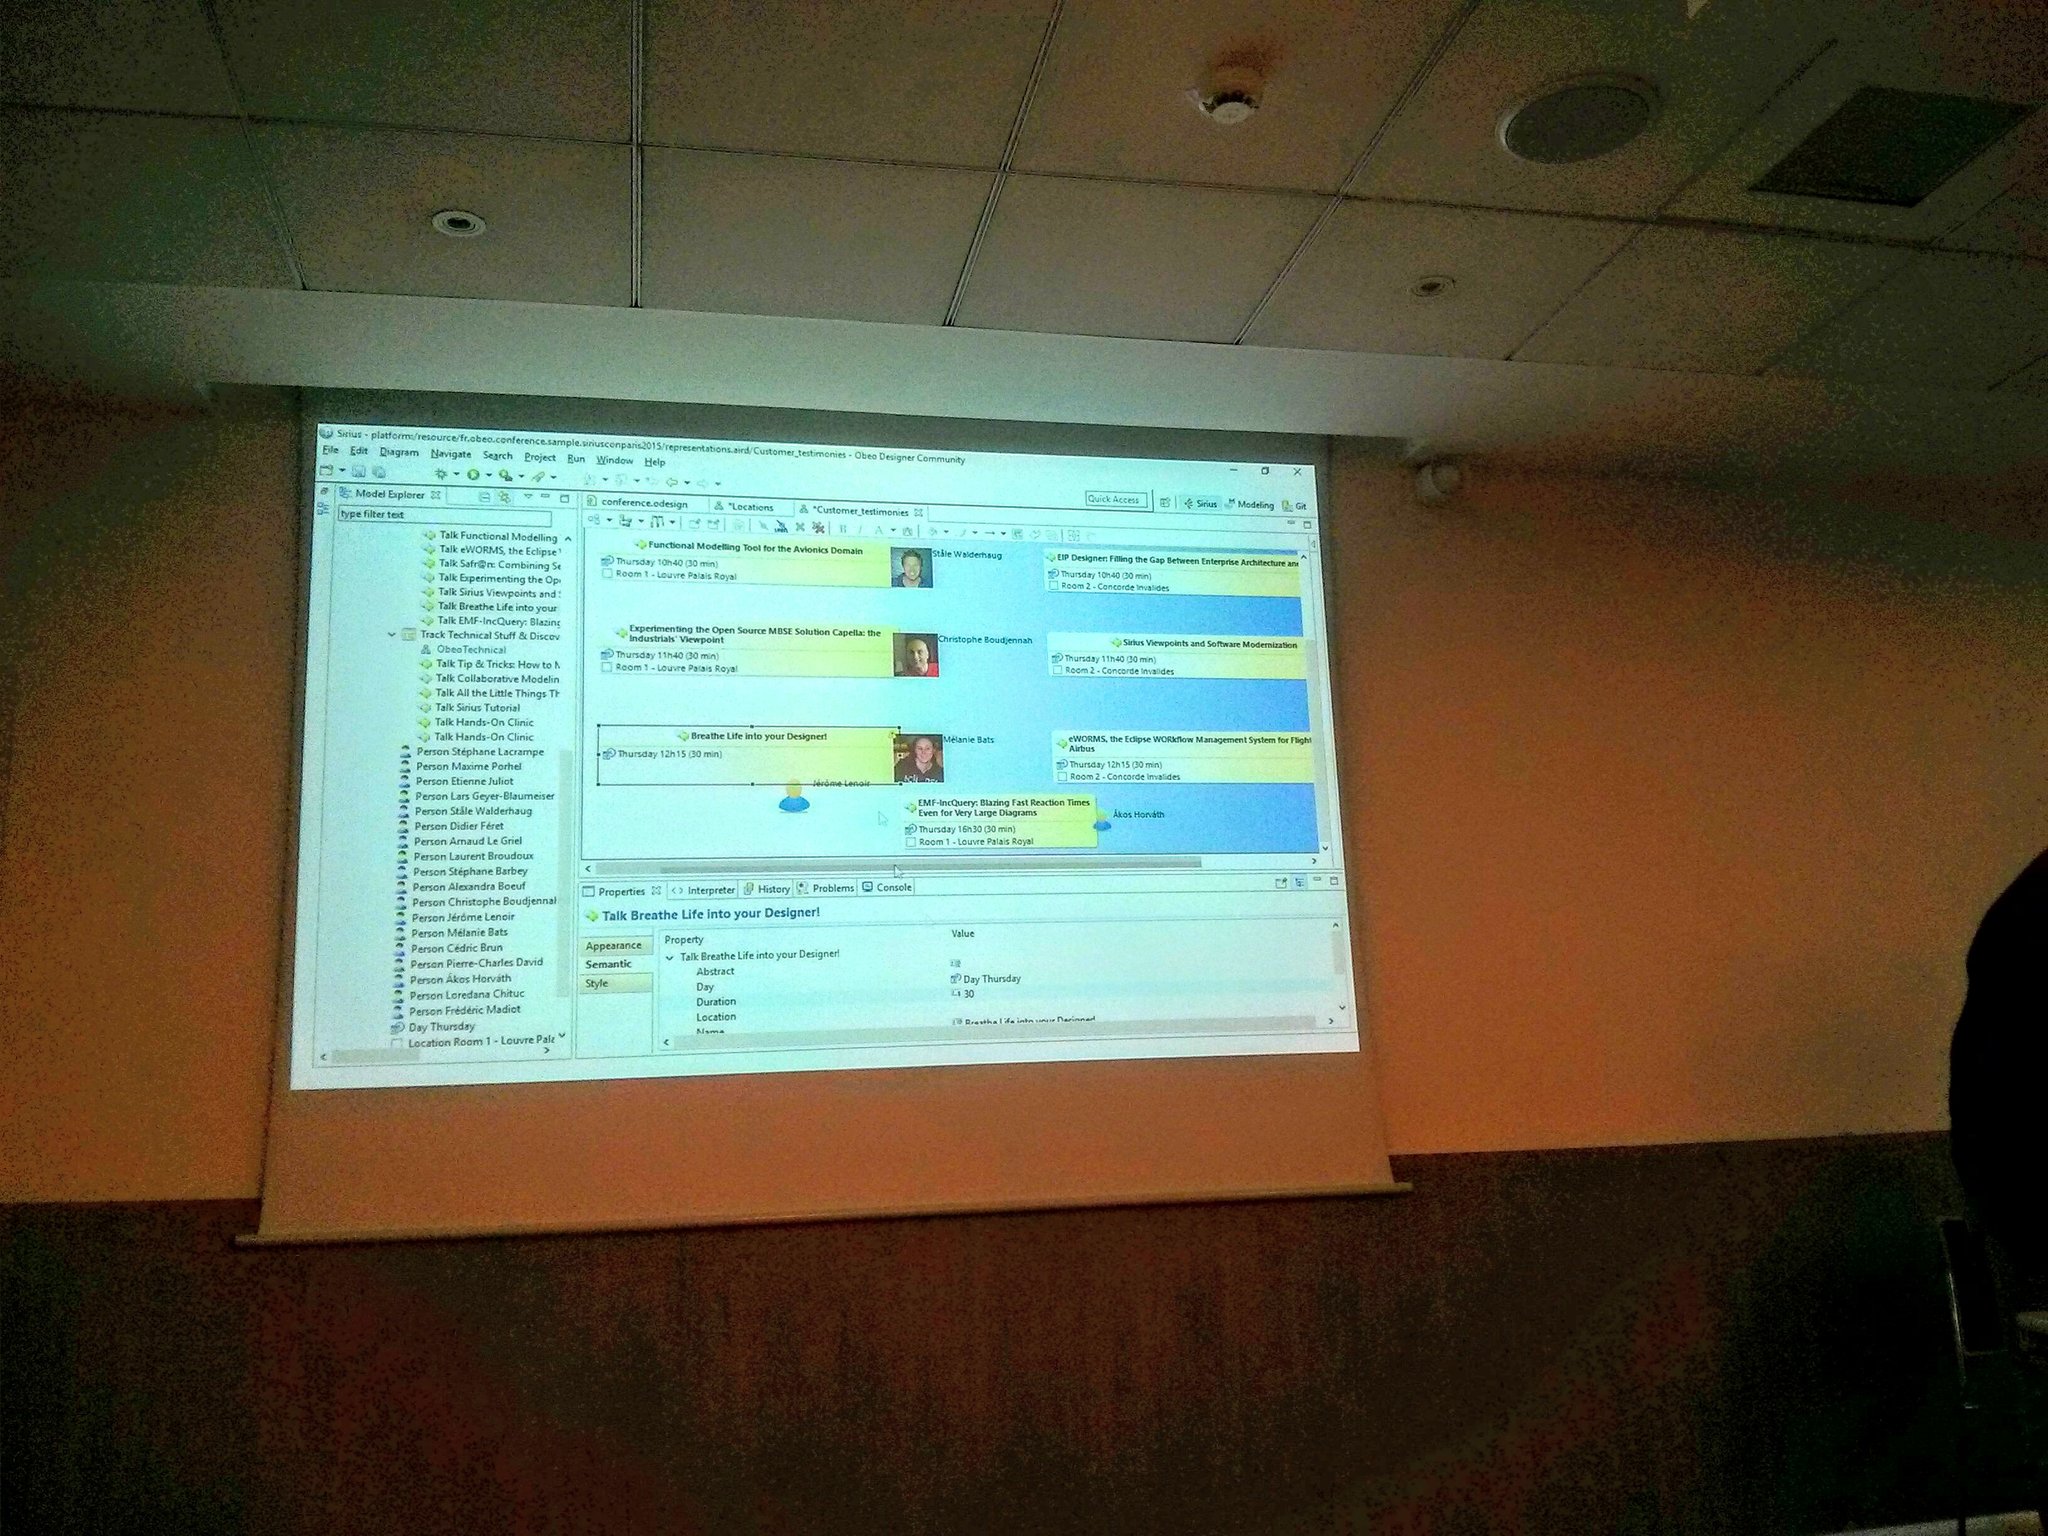 Sirius - platform:/resource/fr.obeo.conference.sample.siriusconparis2015/representations.aird/Customer_testimonies - Obeo Designer Community
File Edit Diagram Navigate Search Project Run Window Help
Quick Access
Sirius Modeling Git
Model Explorer
type filter text
Talk Functional Modelling
Talk eWORMS, the Eclipse
Talk Safr@n: Combining Se
Talk Experimenting the Op
Talk Sirius Viewpoints and
Talk Breathe Life into your
Talk EMF-IncQuery: Blazing
Track Technical Stuff & Discov
ObeoTechnical
Talk Tip & Tricks: How to M
Talk Collaborative Modelin
Talk All the Little Things Th
Talk Sirius Tutorial
Talk Hands-On Clinic
Talk Hands-On Clinic
Person Stéphane Lacrampe
Person Maxime Porhel
Person Etienne Juliot
Person Lars Geyer-Blaumeiser
Person Ståle Walderhaug
Person Didier Féret
Person Arnaud Le Griel
Person Laurent Broudoux
Person Stéphane Barbey
Person Alexandra Boeuf
Person Christophe Boudjennah
Person Jérôme Lenoir
Person Mélanie Bats
Person Cédric Brun
Person Pierre-Charles David
Person Ákos Horváth
Person Loredana Chituc
Person Frédéric Madiot
Day Thursday
Location Room 1 - Louvre Pala
conference.odesign *Locations *Customer_testimonies
Functional Modelling Tool for the Avionics Domain
Thursday 10h40 (30 min)
Room 1 - Louvre Palais Royal
Ståle Walderhaug
EIP Designer: Filling the Gap Between Enterprise Architecture an
Thursday 10h40 (30 min)
Room 2 - Concorde Invalides
Experimenting the Open Source MBSE Solution Capella: the
Industrials' Viewpoint
Thursday 11h40 (30 min)
Room 1 - Louvre Palais Royal
Christophe Boudjennah
Sirius Viewpoints and Software Modernization
Thursday 11h40 (30 min)
Room 2 - Concorde Invalides
Breathe Life into your Designer!
Thursday 12h15 (30 min)
Mélanie Bats
Jérôme Lenoir
eWORMS, the Eclipse WORkflow Management System for Flight
Airbus
Thursday 12h15 (30 min)
Room 2 - Concorde Invalides
EMF-IncQuery: Blazing Fast Reaction Times
Even for Very Large Diagrams
Thursday 16h30 (30 min)
Room 1 - Louvre Palais Royal
Ákos Horváth
Properties Interpreter History Problems Console
Talk Breathe Life into your Designer!
Appearance
Semantic
Style
Property Value
Talk Breathe Life into your Designer!
Abstract
Day Day Thursday
Duration 30
Location
Name Breathe Life into your Designer!